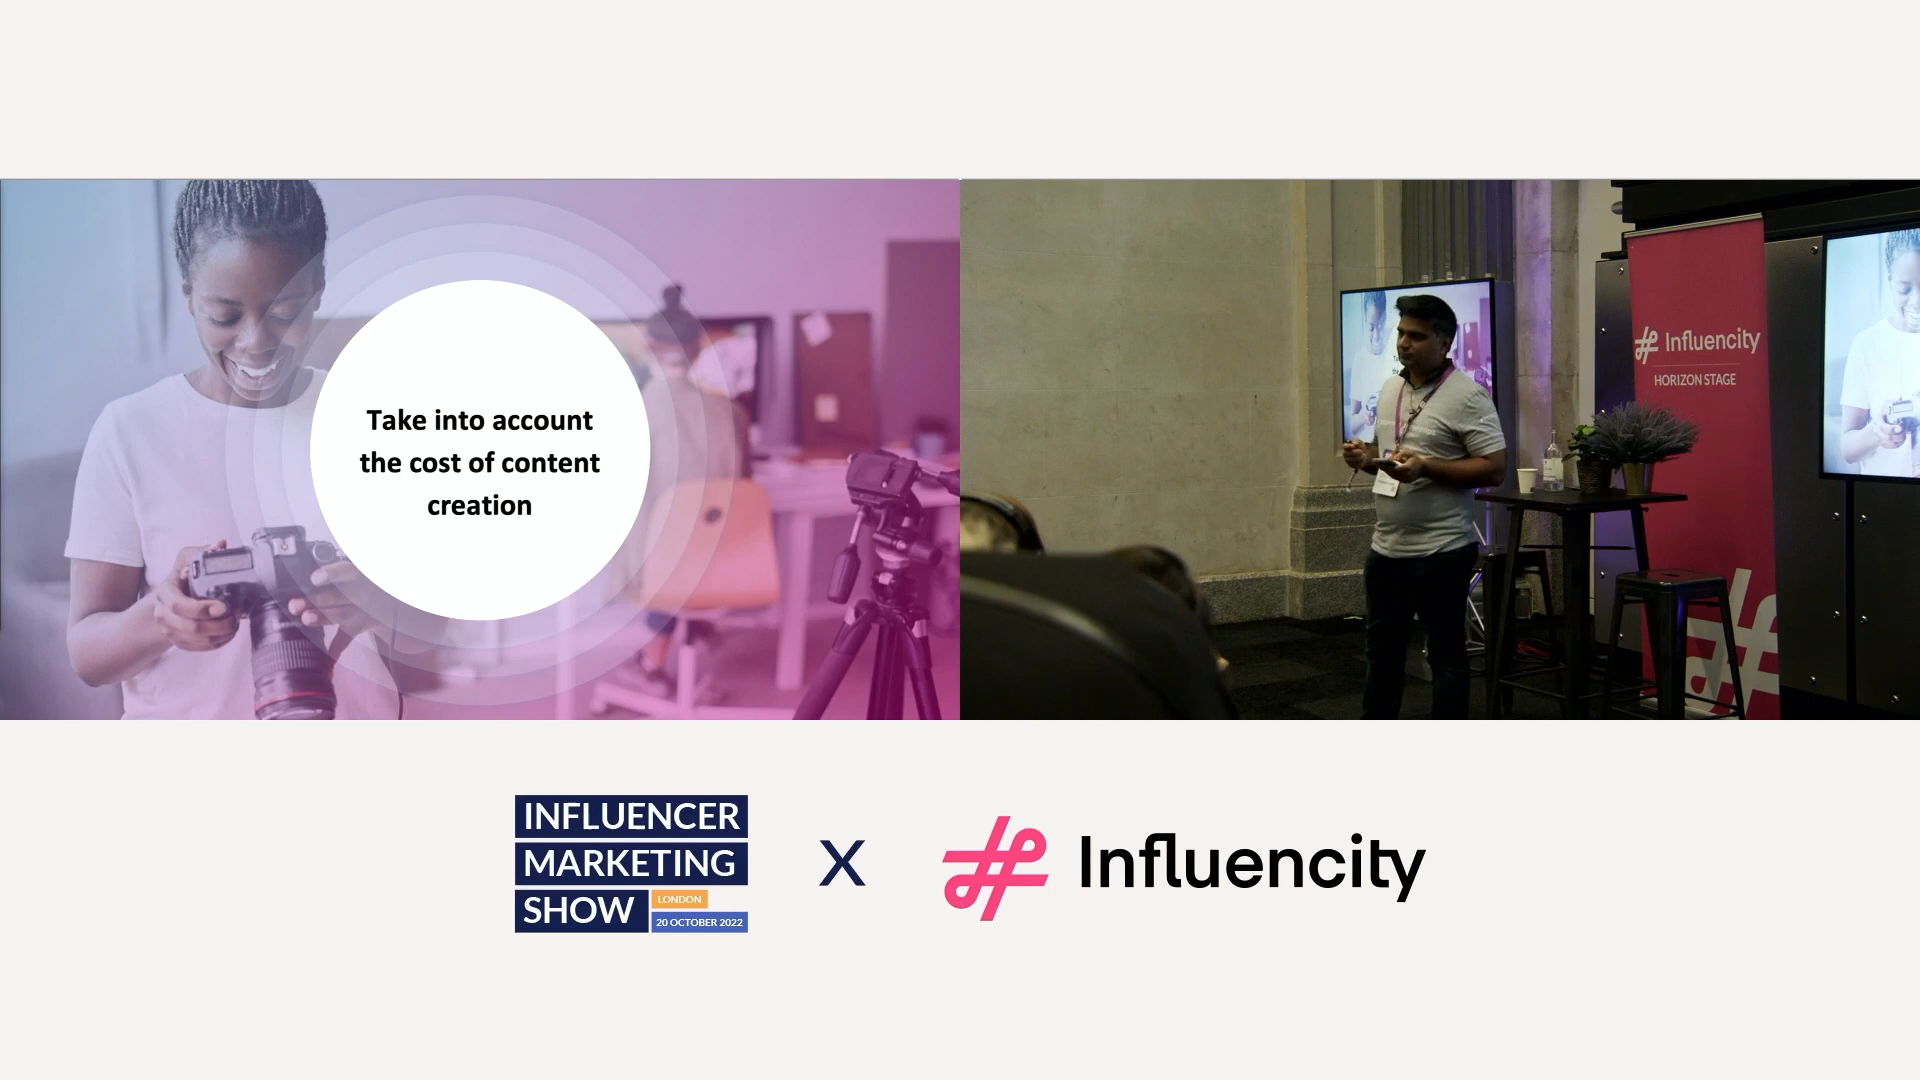 Take into account
the cost of content
creation
Influencity
HORIZON STAGE
INFLUENCER
MARKETING
SHOW
LONDON
20 OCTOBER 2022
X
Influencity